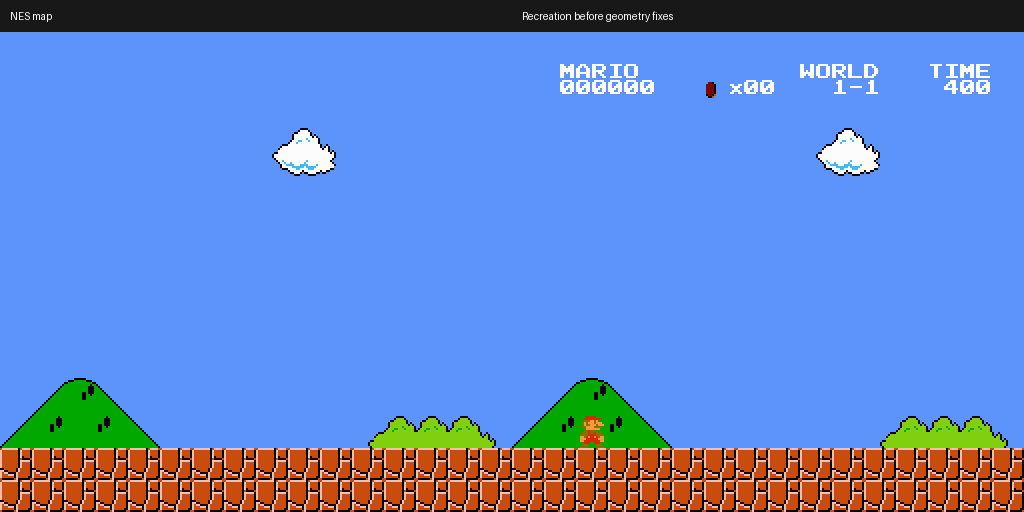 NES map
Recreation before geometry fixes
MARIO WORLD TIME
000000 x00 1-1 400